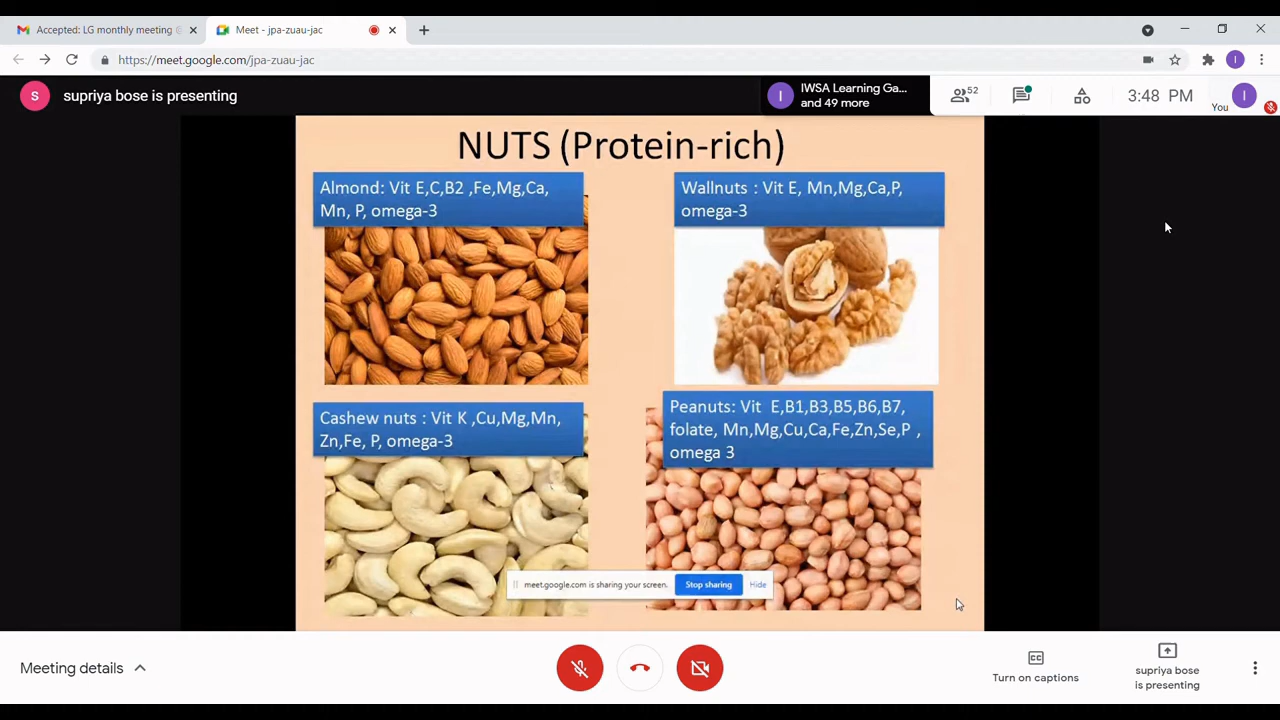 Accepted: LG monthly meeting
Meet - jpa-zuau-jac
https://meet.google.com/jpa-zuau-jac
I
S
supriya bose is presenting
I
IWSA Learning Ga...
and 49 more
52
3:48 PM
You
I
NUTS (Protein-rich)
Almond: Vit E,C,B2 ,Fe,Mg,Ca,
Mn, P, omega-3
Wallnuts : Vit E, Mn,Mg,Ca,P,
omega-3
Cashew nuts : Vit K ,Cu,Mg,Mn,
Zn,Fe, P, omega-3
Peanuts: Vit E,B1,B3,B5,B6,B7,
folate, Mn,Mg,Cu,Ca,Fe,Zn,Se,P ,
omega 3
meet.google.com is sharing your screen.
Stop sharing
Hide
Meeting details
CC
Turn on captions
supriya bose
is presenting